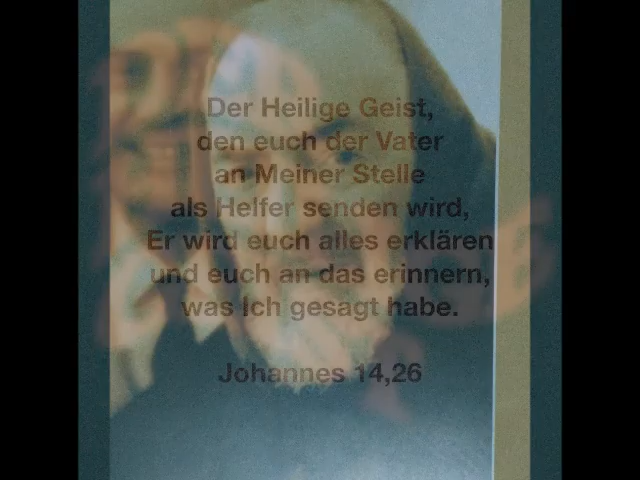 Der Heilige Geist,
den euch der Vater
an Meiner Stelle
als Helfer senden wird,
Er wird euch alles erklären
und euch an das erinnern,
was Ich gesagt habe.
Johannes 14,26